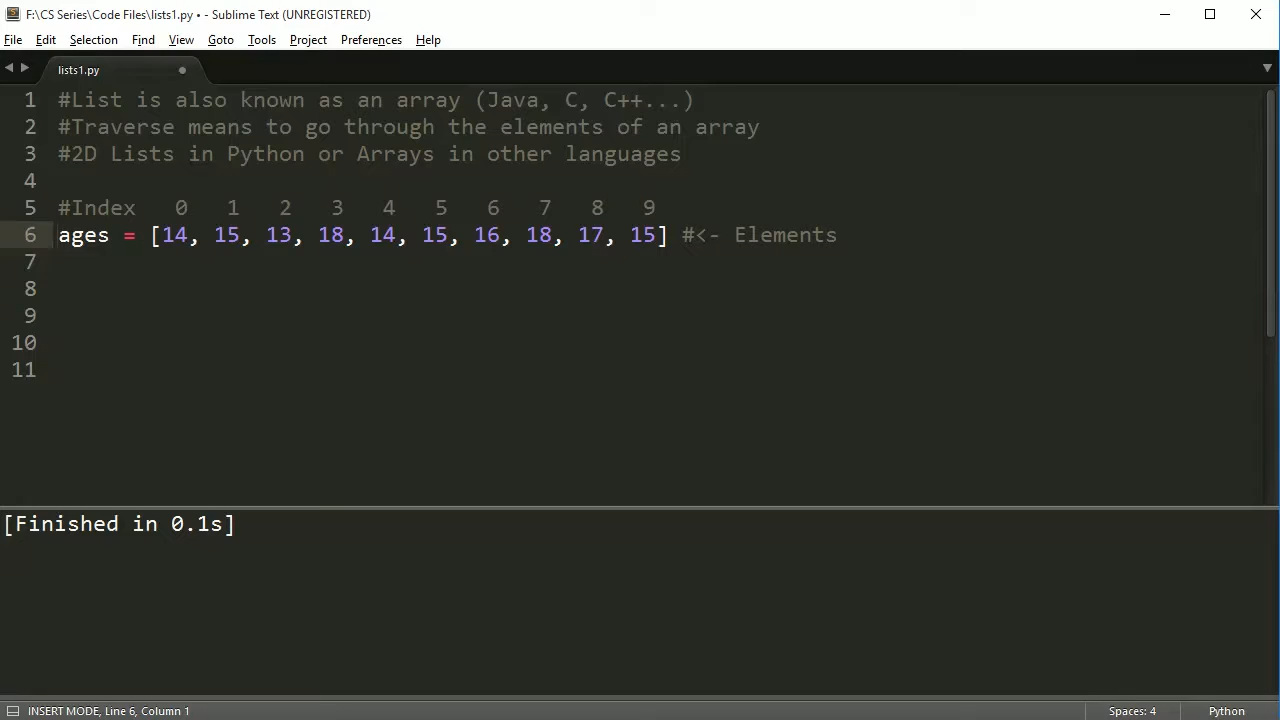 F:\CS Series\Code Files\lists1.py • - Sublime Text (UNREGISTERED)
File Edit Selection Find View Goto Tools Project Preferences Help
lists1.py
1 #List is also known as an array (Java, C, C++...)
2 #Traverse means to go through the elements of an array
3 #2D Lists in Python or Arrays in other languages
4
5 #Index 0 1 2 3 4 5 6 7 8 9
6 ages = [14, 15, 13, 18, 14, 15, 16, 18, 17, 15] #<- Elements
7
8
9
10
11
[Finished in 0.1s]
INSERT MODE, Line 6, Column 1 Spaces: 4 Python